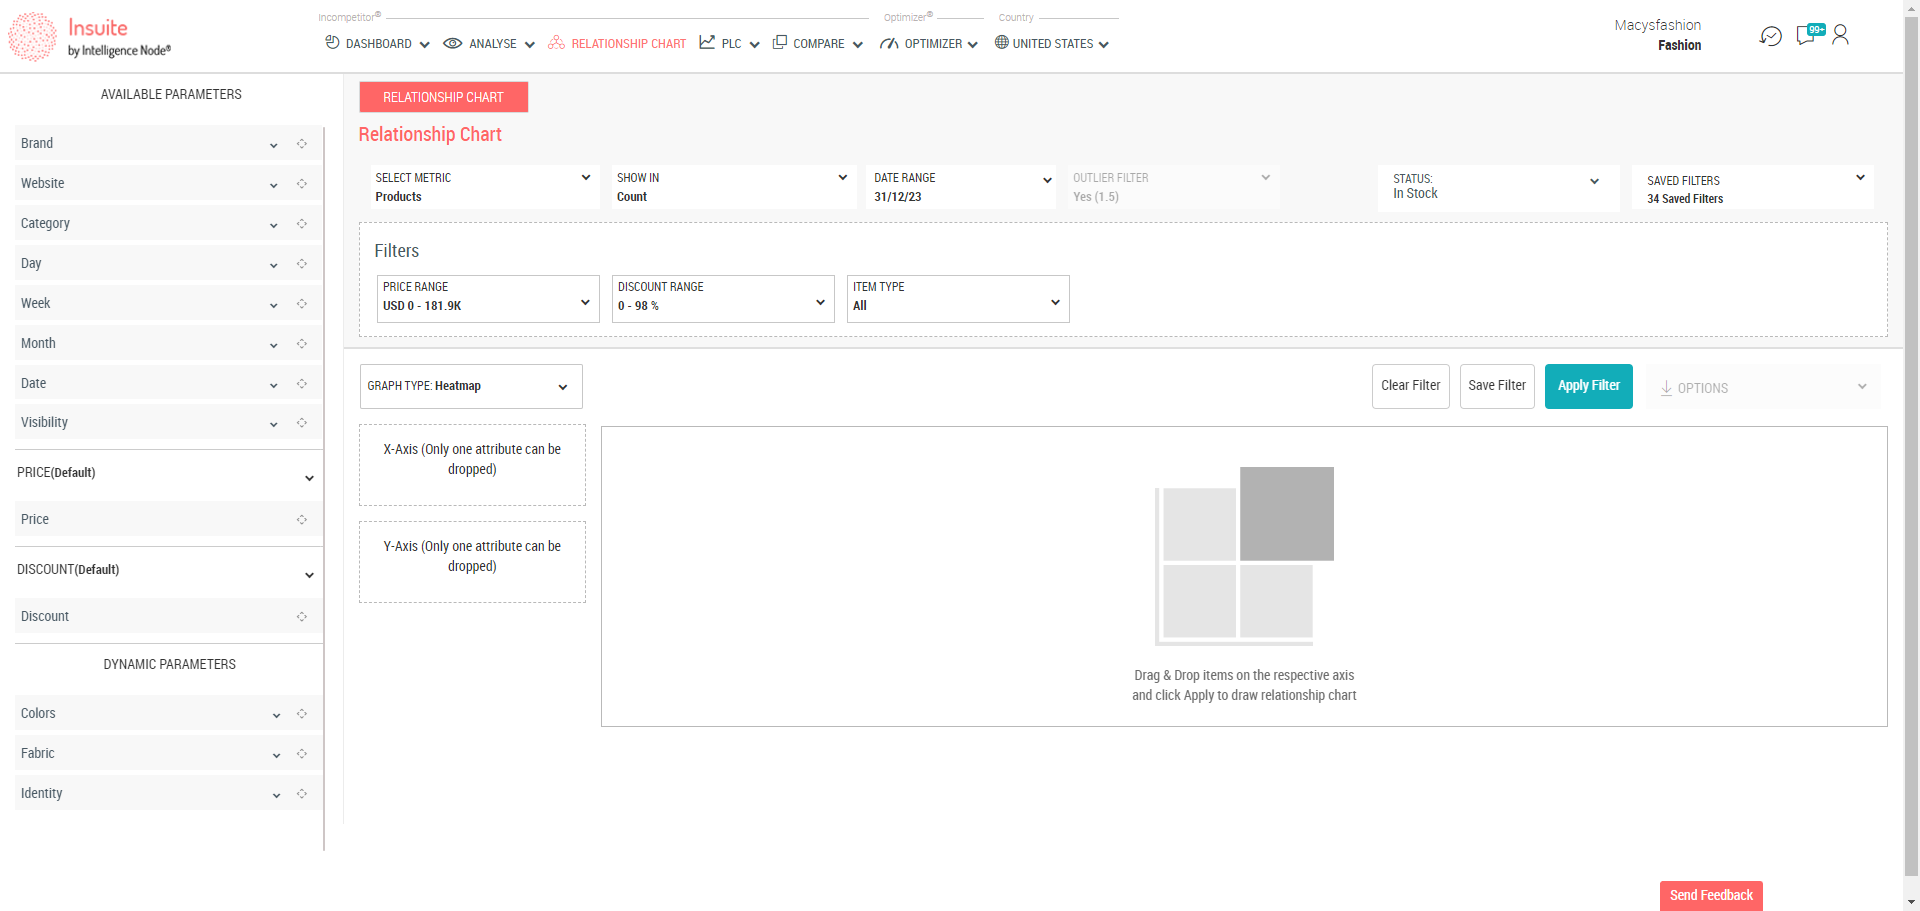 Insuite
by Intelligence Node®
Incompetitor®
Optimizer®
Country
DASHBOARD
ANALYSE
RELATIONSHIP CHART
PLC
COMPARE
OPTIMIZER
UNITED STATES
Macysfashion
Fashion
99+
AVAILABLE PARAMETERS
Brand
Website
Category
Day
Week
Month
Date
Visibility
PRICE(Default)
Price
DISCOUNT(Default)
Discount
DYNAMIC PARAMETERS
Colors
Fabric
Identity
RELATIONSHIP CHART
Relationship Chart
SELECT METRIC
Products
SHOW IN
Count
DATE RANGE
31/12/23
OUTLIER FILTER
Yes (1.5)
STATUS:
In Stock
SAVED FILTERS
34 Saved Filters
Filters
PRICE RANGE
USD 0 - 181.9K
DISCOUNT RANGE
0 - 98 %
ITEM TYPE
All
GRAPH TYPE: Heatmap
Clear Filter
Save Filter
Apply Filter
OPTIONS
X-Axis (Only one attribute can be
dropped)
Y-Axis (Only one attribute can be
dropped)
Drag & Drop items on the respective axis
and click Apply to draw relationship chart
Send Feedback